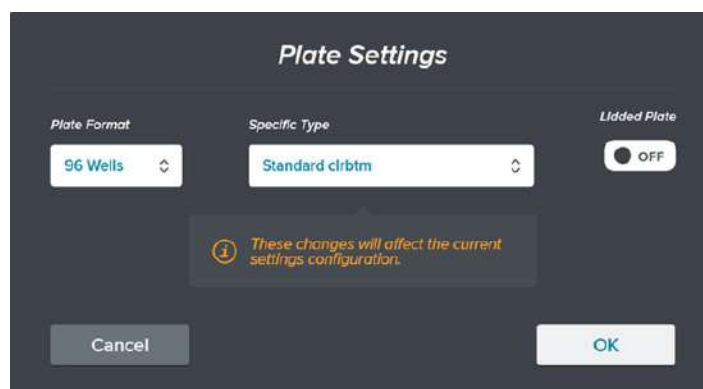 Plate Settings
Plate Format
Specific Type
Lidded Plate
96 Wells
Standard clrbtm
OFF
These changes will affect the current
settings configuration.
Cancel
OK